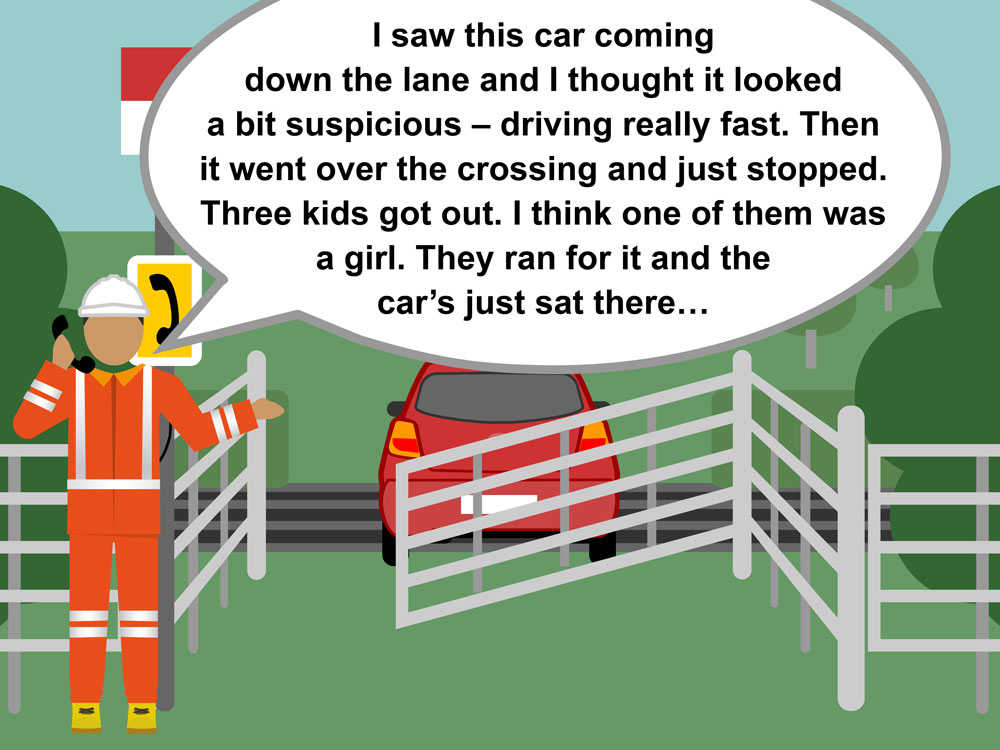 I saw this car coming
down the lane and I thought it looked
a bit suspicious – driving really fast. Then
it went over the crossing and just stopped.
Three kids got out. I think one of them was
a girl. They ran for it and the
car’s just sat there…